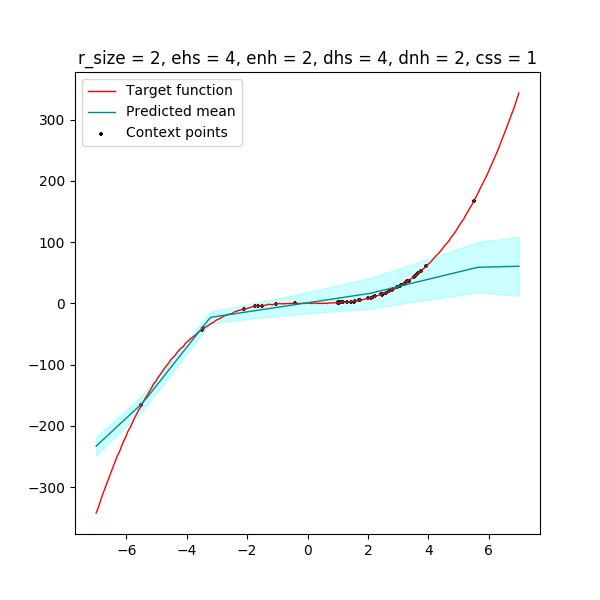 r_size = 2, ehs = 4, enh = 2, dhs = 4, dnh = 2, css = 1
Target function
Predicted mean
Context points
300
200
100
0
−100
−200
−300
−6 −4 −2 0 2 4 6